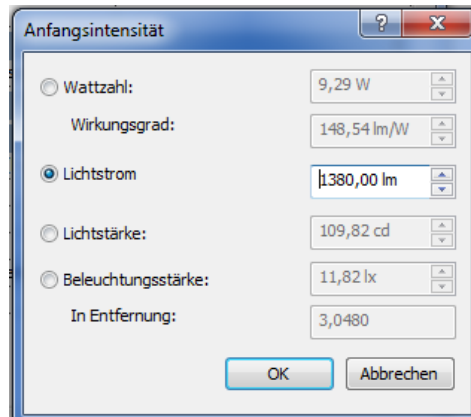 Anfangsintensität
?
Wattzahl: 9,29 W
Wirkungsgrad: 148,54 lm/W
Lichtstrom 1380,00 lm
Lichtstärke: 109,82 cd
Beleuchtungsstärke: 11,82 lx
In Entfernung: 3,0480
OK Abbrechen